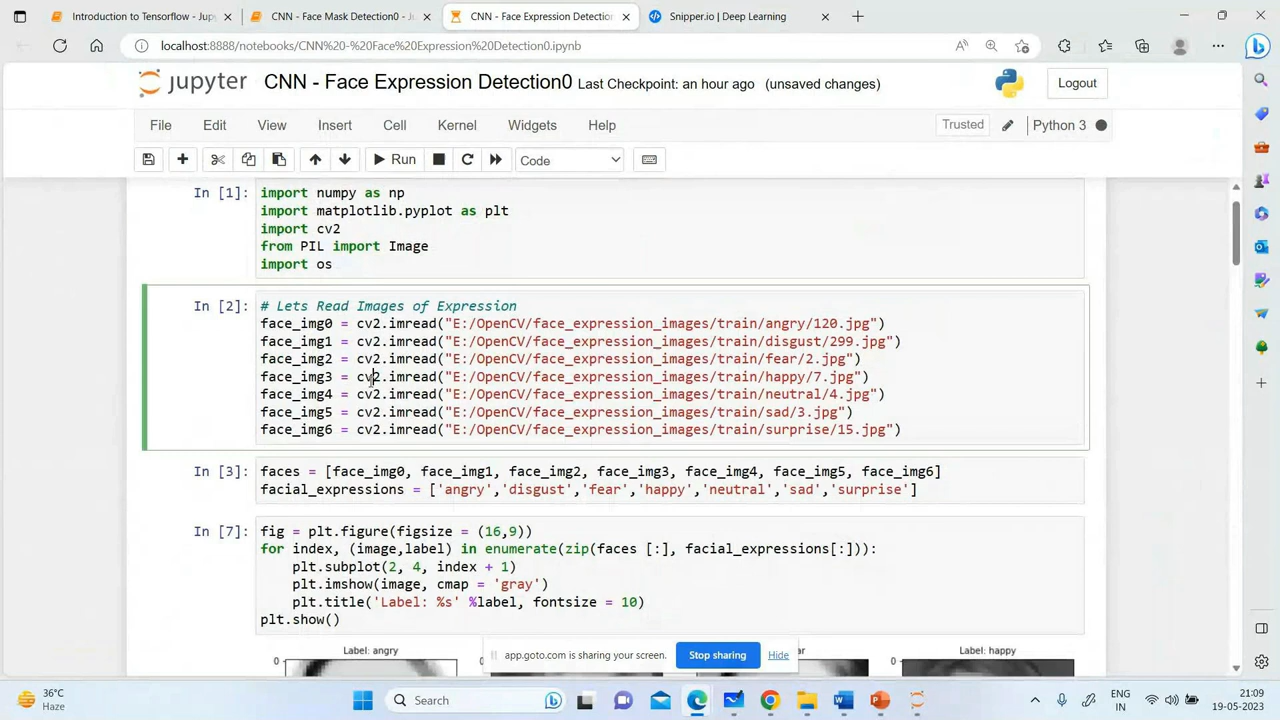 Introduction to Tensorflow - Jupy
CNN - Face Mask Detection0 - J
CNN - Face Expression Detection
Snipper.io | Deep Learning
localhost:8888/notebooks/CNN%20-%20Face%20Expression%20Detection0.ipynb
jupyter CNN - Face Expression Detection0 Last Checkpoint: an hour ago (unsaved changes)
Logout
File Edit View Insert Cell Kernel Widgets Help
Trusted
Python 3
Run
Code
In [1]:
import numpy as np
import matplotlib.pyplot as plt
import cv2
from PIL import Image
import os
In [2]:
# Lets Read Images of Expression
face_img0 = cv2.imread("E:/OpenCV/face_expression_images/train/angry/120.jpg")
face_img1 = cv2.imread("E:/OpenCV/face_expression_images/train/disgust/299.jpg")
face_img2 = cv2.imread("E:/OpenCV/face_expression_images/train/fear/2.jpg")
face_img3 = cv2.imread("E:/OpenCV/face_expression_images/train/happy/7.jpg")
face_img4 = cv2.imread("E:/OpenCV/face_expression_images/train/neutral/4.jpg")
face_img5 = cv2.imread("E:/OpenCV/face_expression_images/train/sad/3.jpg")
face_img6 = cv2.imread("E:/OpenCV/face_expression_images/train/surprise/15.jpg")
In [3]:
faces = [face_img0, face_img1, face_img2, face_img3, face_img4, face_img5, face_img6]
facial_expressions = ['angry','disgust','fear','happy','neutral','sad','surprise']
In [7]:
fig = plt.figure(figsize = (16,9))
for index, (image,label) in enumerate(zip(faces [:], facial_expressions[:])):
plt.subplot(2, 4, index + 1)
plt.imshow(image, cmap = 'gray')
plt.title('Label: %s' %label, fontsize = 10)
plt.show()
Label: angry
ar
Label: happy
0
0
app.goto.com is sharing your screen.
Stop sharing
Hide
36°C
Haze
Search
ENG
IN
21:09
19-05-2023